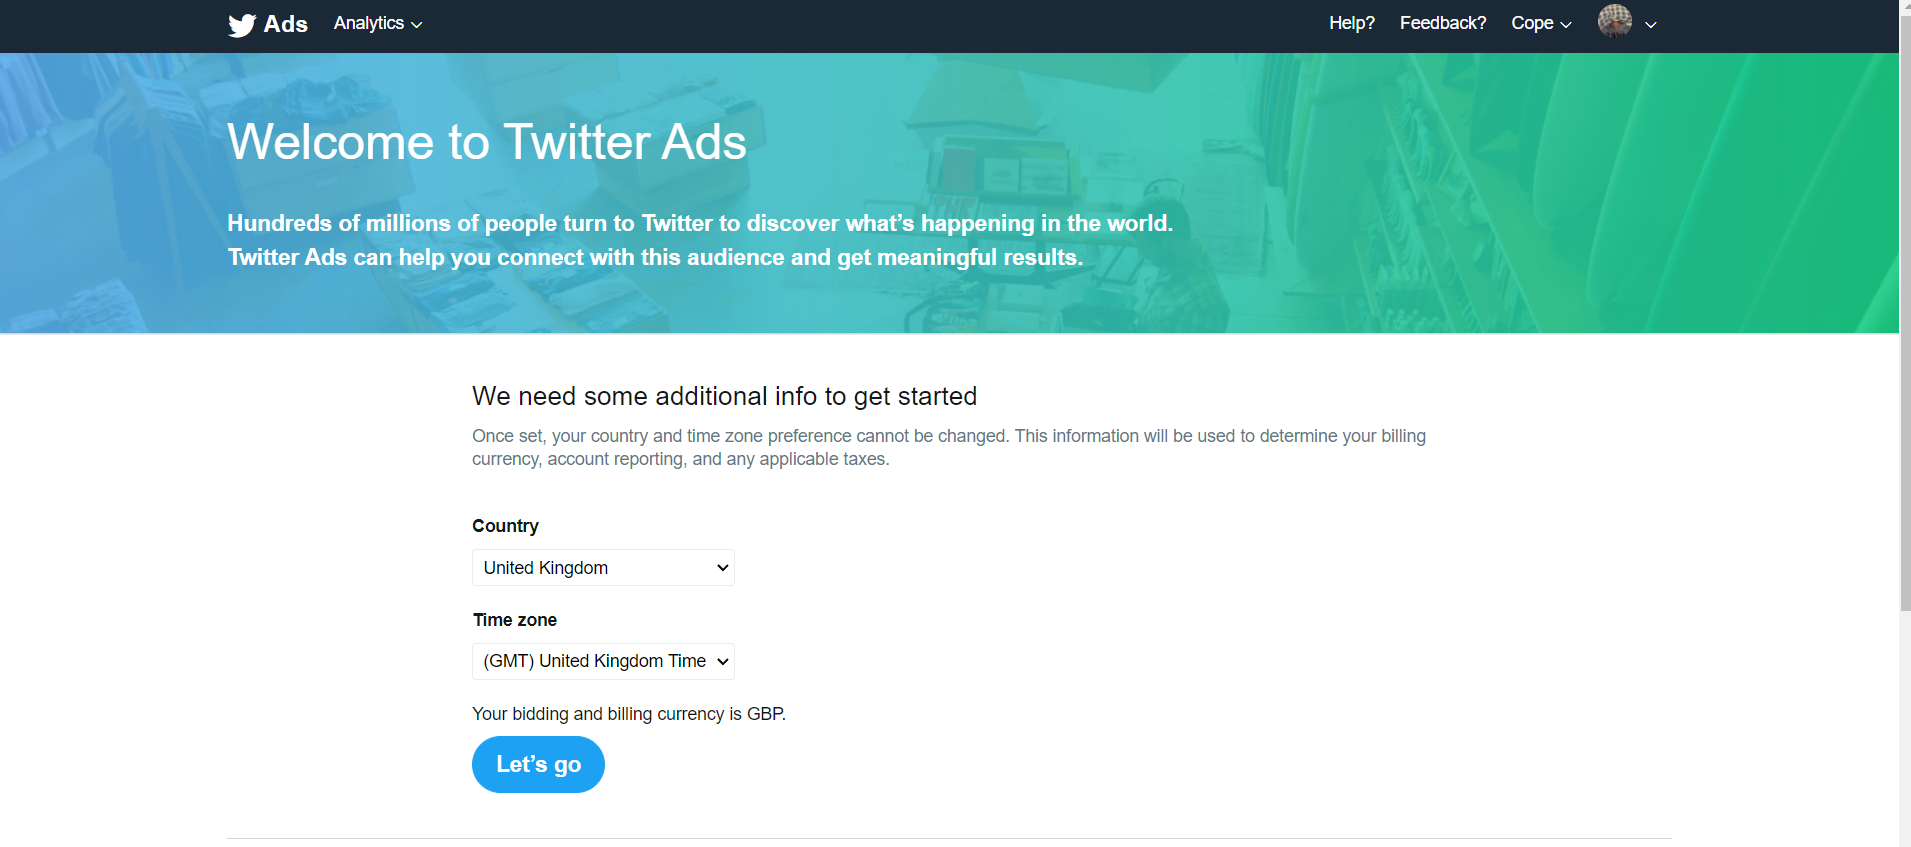 Ads Analytics Help? Feedback? Cope
Welcome to Twitter Ads
Hundreds of millions of people turn to Twitter to discover what’s happening in the world.
Twitter Ads can help you connect with this audience and get meaningful results.
We need some additional info to get started
Once set, your country and time zone preference cannot be changed. This information will be used to determine your billing
currency, account reporting, and any applicable taxes.
Country
United Kingdom
Time zone
(GMT) United Kingdom Time
Your bidding and billing currency is GBP.
Let’s go